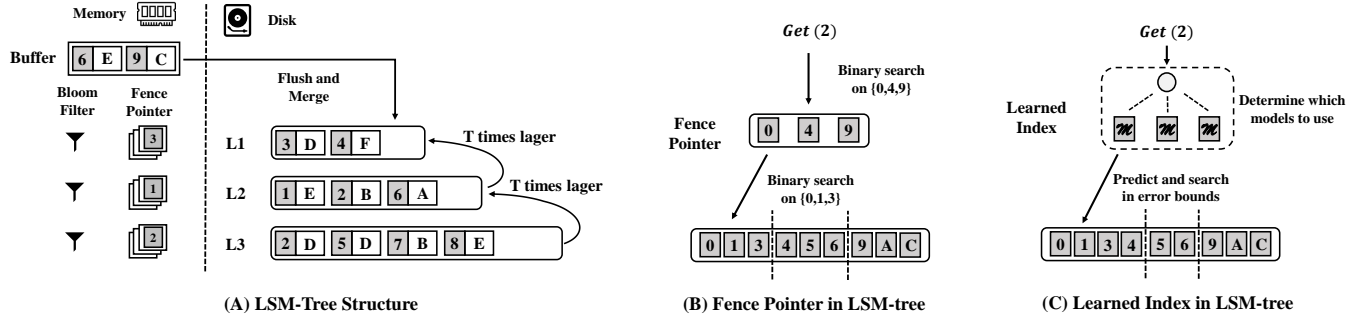 Memory
Disk
Buffer
6 E 9 C
Bloom
Filter
Fence
Pointer
Flush and
Merge
3
L1
3 D 4 F
T times lager
1
L2
1 E 2 B 6 A
T times lager
2
L3
2 D 5 D 7 B 8 E
(A) LSM-Tree Structure
Get (2)
Binary search
on {0,4,9}
Fence
Pointer
0 4 9
Binary search
on {0,1,3}
0 1 3 4 5 6 9 A C
(B) Fence Pointer in LSM-tree
Get (2)
Learned
Index
Determine which
models to use
M M M
Predict and search
in error bounds
0 1 3 4 5 6 9 A C
(C) Learned Index in LSM-tree